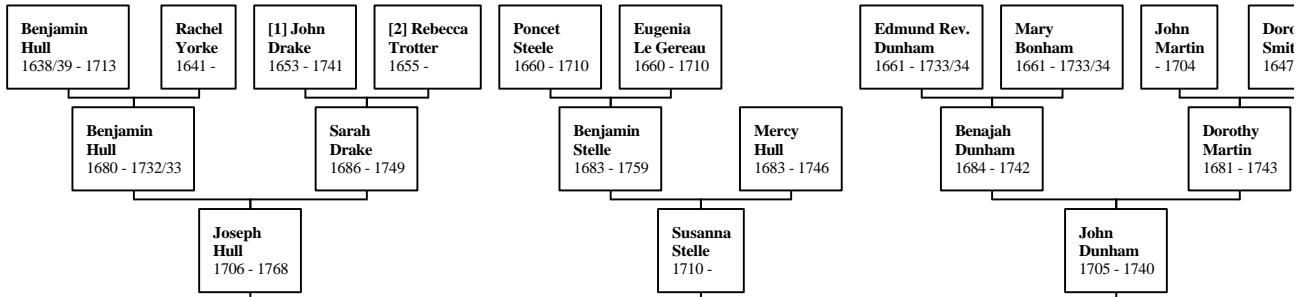 Benjamin
Hull
1638/39 - 1713
Rachel
Yorke
1641 -
[1] John
Drake
1653 - 1741
[2] Rebecca
Trotter
1655 -
Poncet
Steele
1660 - 1710
Eugenia
Le Gereau
1660 - 1710
Edmund Rev.
Dunham
1661 - 1733/34
Mary
Bonham
1661 - 1733/34
John
Martin
- 1704
1647
Benjamin
Hull
1680 - 1732/33
Sarah
Drake
1686 - 1749
Benjamin
Stelle
1683 - 1759
Mercy
Hull
1683 - 1746
Benajah
Dunham
1684 - 1742
Dorothy
Martin
1681 - 1743
Joseph
Hull
1706 - 1768
Susanna
Stelle
1710 -
John
Dunham
1705 - 1740